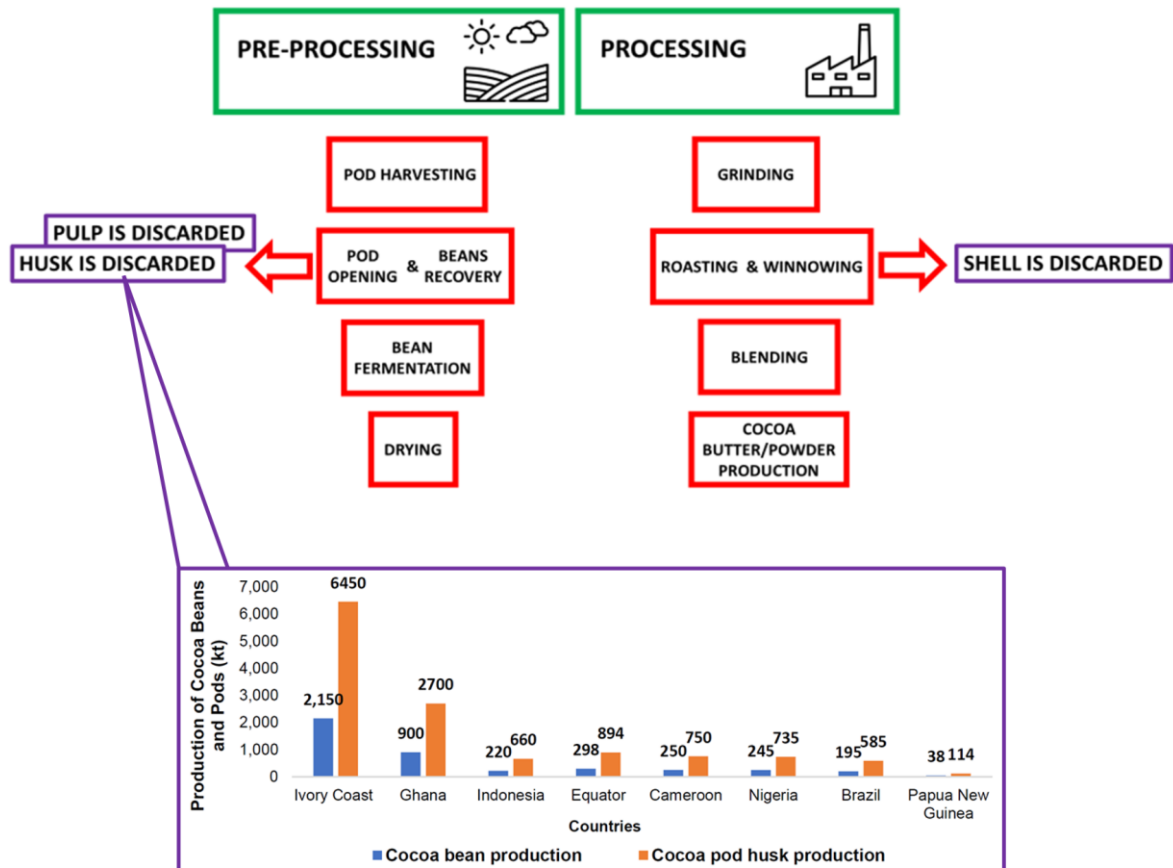 PRE-PROCESSING
PROCESSING
POD HARVESTING
GRINDING
PULP IS DISCARDED
HUSK IS DISCARDED
POD OPENING & BEANS RECOVERY
ROASTING & WINNOWING
SHELL IS DISCARDED
BEAN
FERMENTATION
BLENDING
DRYING
COCOA
BUTTER/POWDER
PRODUCTION
Production of Cocoa Beans
and Pods (kt)
7,000
6,000
5,000
4,000
3,000
2,000
1,000
0
2,150
6450
900
2700
220
660
298
894
250
750
245
735
195
585
38
114
Ivory Coast
Ghana
Indonesia
Equator
Cameroon
Nigeria
Brazil
Papua New
Guinea
Countries
Cocoa bean production
Cocoa pod husk production